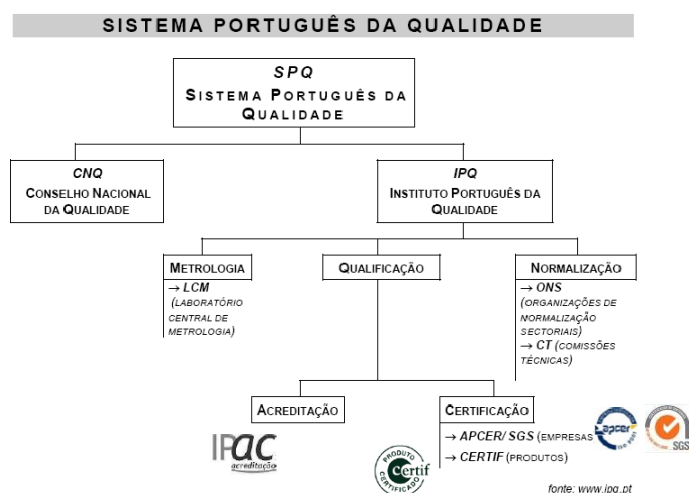 SISTEMA PORTUGUÊS DA QUALIDADE
SPQ
SISTEMA PORTUGUÊS DA
QUALIDADE
CNQ
CONSELHO NACIONAL
DA QUALIDADE
IPQ
INSTITUTO PORTUGUÊS DA
QUALIDADE
METROLOGIA
→ LCM
(LABORATÓRIO
CENTRAL DE
METROLOGIA)
QUALIFICAÇÃO
NORMALIZAÇÃO
→ ONS
(ORGANIZAÇÕES DE
NORMALIZAÇÃO
SECTORIAIS)
→ CT (COMISSÕES
TÉCNICAS)
ACREDITAÇÃO
IPAC
acreditação
CERTIFICAÇÃO
→ APCER/SGS (EMPRESAS
→ CERTIF (PRODUTOS)
apcer
SGS
PRODUTO
certif
CERTIFICADO
fonte: www.ipq.pt